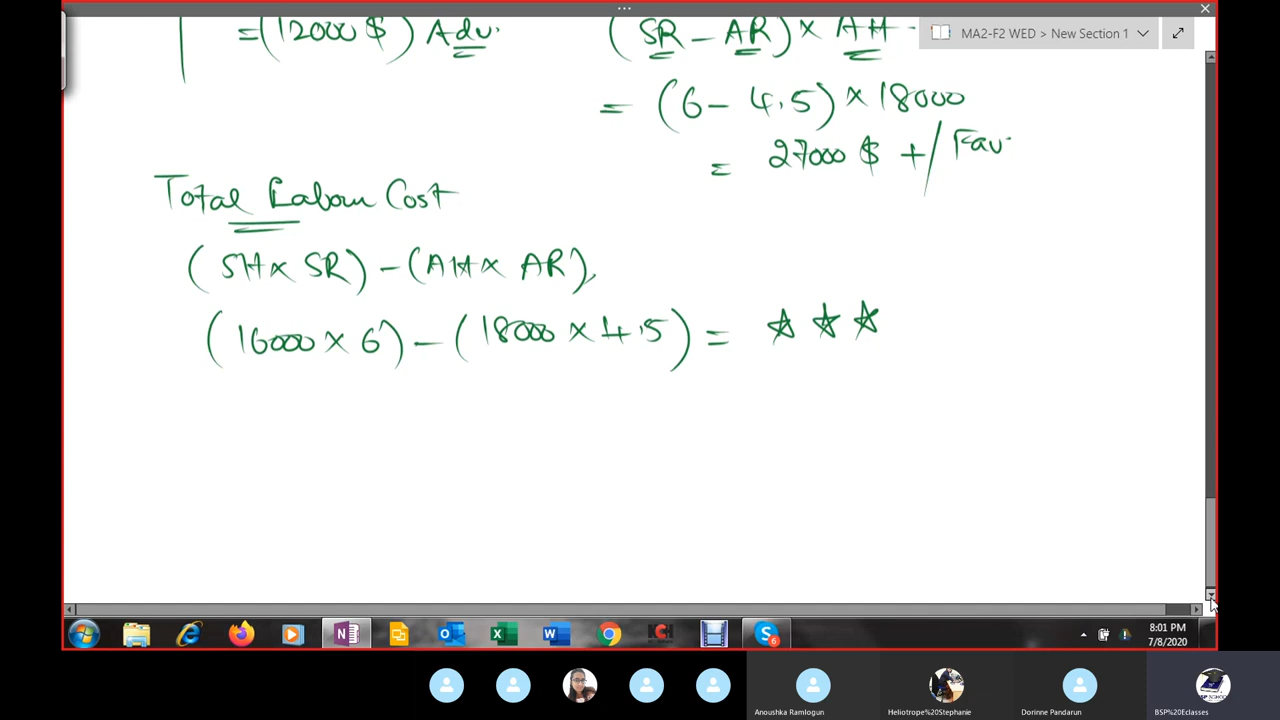 =(12000 $) Adv.
(SR – AR) × AH -
MA2-F2 WED > New Section 1
= (6 – 4.5) × 18000
= 27000 $ +/ Fav.
Total Labour Cost
(SH × SR) – (AH × AR)
(16000 × 6) – (18000 × 4.5) = ☆ ☆ ☆
8:01 PM
7/8/2020
6
Anoushka Ramlogun
Heliotrope%20Stephanie
Dorinne Pandarun
BSP%20Eclasses